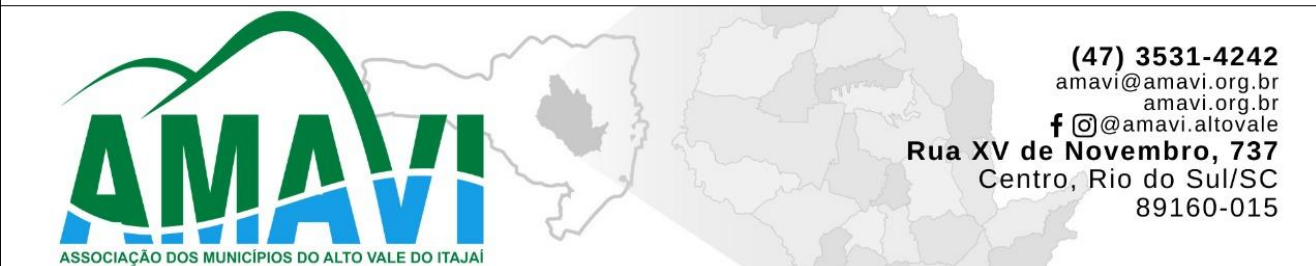 AMAVI
ASSOCIAÇÃO DOS MUNICÍPIOS DO ALTO VALE DO ITAJAÍ
(47) 3531-4242
amavi@amavi.org.br
amavi.org.br
@amavi.altovale
Rua XV de Novembro, 737
Centro, Rio do Sul/SC
89160-015